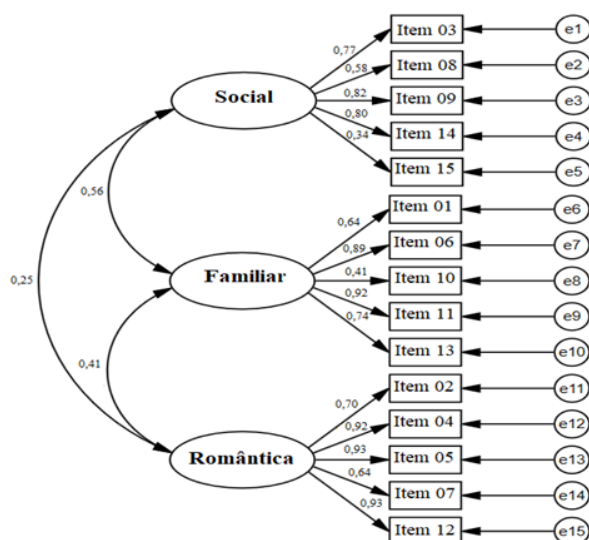 Item 03
e1
0,77
Item 08
e2
0,58
Social
Item 09
e3
0,82
Item 14
e4
0,80
Item 15
e5
0,34
0,56
Item 01
e6
0,64
Item 06
e7
0,89
Familiar
Item 10
e8
0,41
0,25
Item 11
e9
0,92
Item 13
e10
0,74
0,41
Item 02
e11
0,70
Item 04
e12
0,92
Romântica
Item 05
e13
0,93
Item 07
e14
0,64
Item 12
e15
0,93